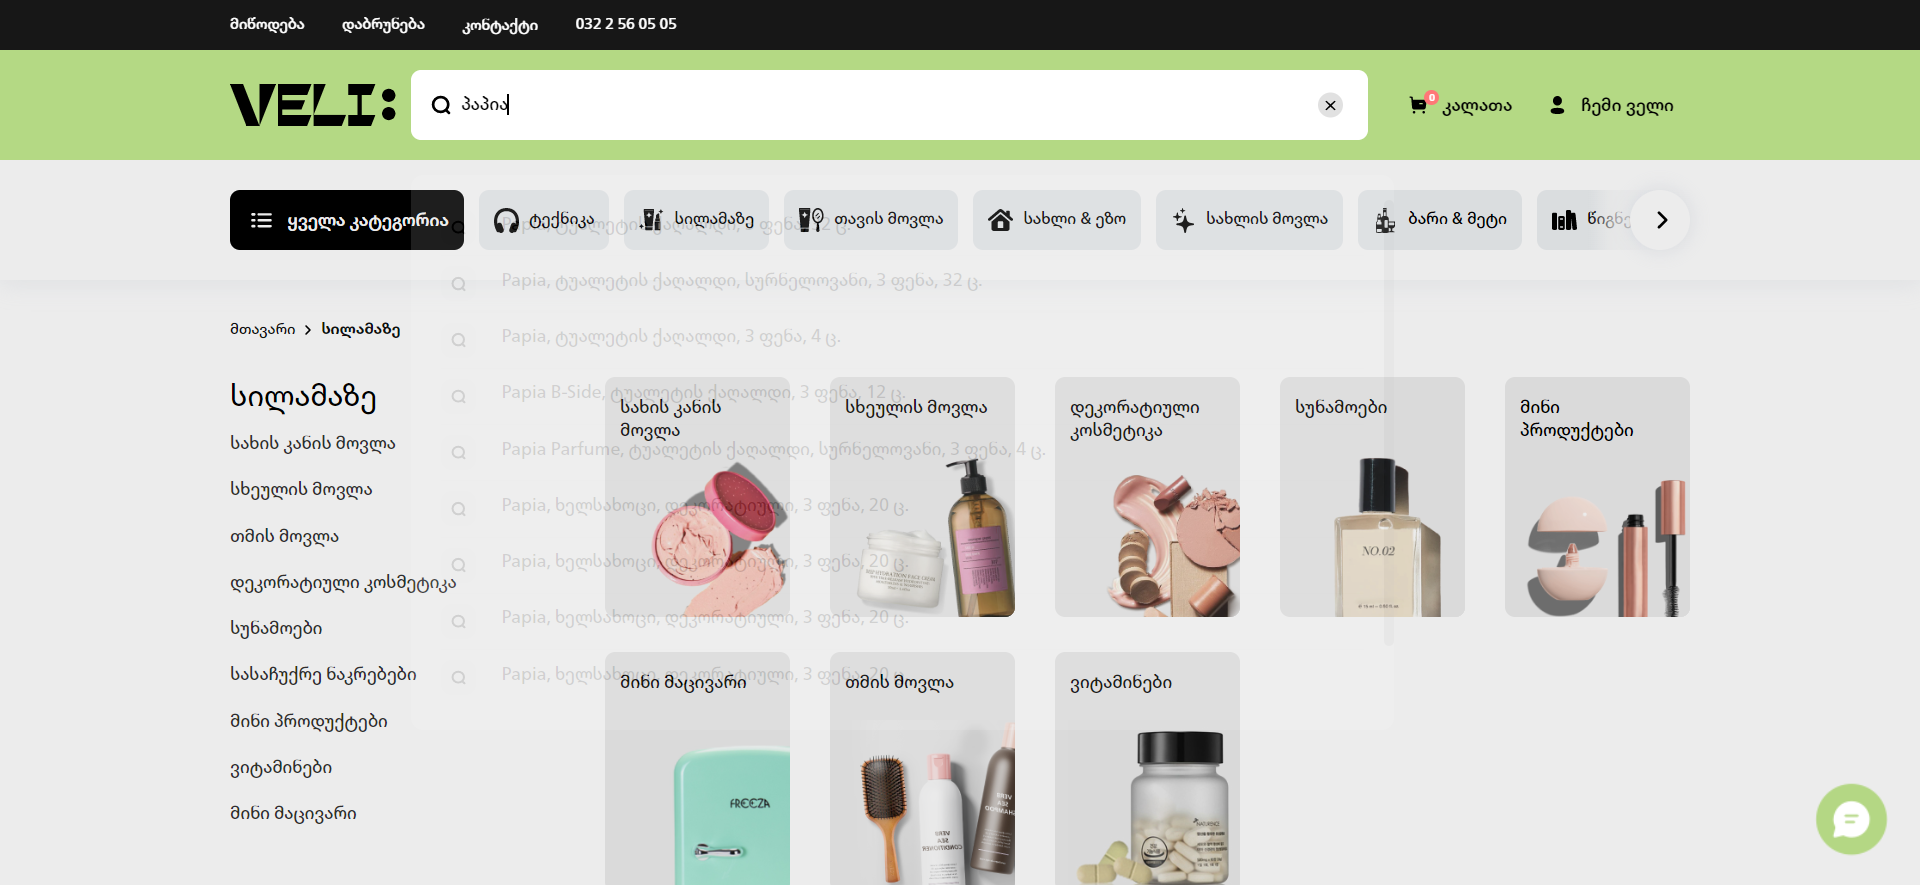 მიწოდება დაბრუნება კონტაქტი 032 2 56 05 05
VELI:
პაპია
0
კალათა
ჩემი ველი
ყველა კატეგორია
ტექნიკა
სილამაზე
თავის მოვლა
სახლი & ეზო
სახლის მოვლა
ბარი & მეტი
Papia, ტუალეტის ქაღალდი, სურნელოვანი, 3 ფენა, 32 ც.
მთავარი > სილამაზე
Papia, ტუალეტის ქაღალდი, 3 ფენა, 4 ც.
Papia B-Side, ტუალეტის ქაღალდი, 3 ფენა, 12 ც.
Papia Parfume, ტუალეტის ქაღალდი, სურნელოვანი, 3 ფენა, 4 ც.
Papia, ხელსახოცი, დეკორატიული, 3 ფენა, 20 ც.
Papia, ხელსახოცი, დეკორატიული, 3 ფენა, 20 ც.
Papia, ხელსახოცი, დეკორატიული, 3 ფენა, 20 ც.
Papia, ხელსახოცი, დეკორატიული, 3 ფენა, 20 ც.
სილამაზე
სახის კანის მოვლა
სხეულის მოვლა
თმის მოვლა
დეკორატიული კოსმეტიკა
სუნამოები
სასაჩუქრე ნაკრებები
მინი პროდუქტები
ვიტამინები
მინი მაცივარი
სახის კანის
მოვლა
სხეულის მოვლა
დეკორატიული
კოსმეტიკა
სუნამოები
NO.02
მინი
პროდუქტები
მინი მაცივარი
FREEZA
თმის მოვლა
ვიტამინები